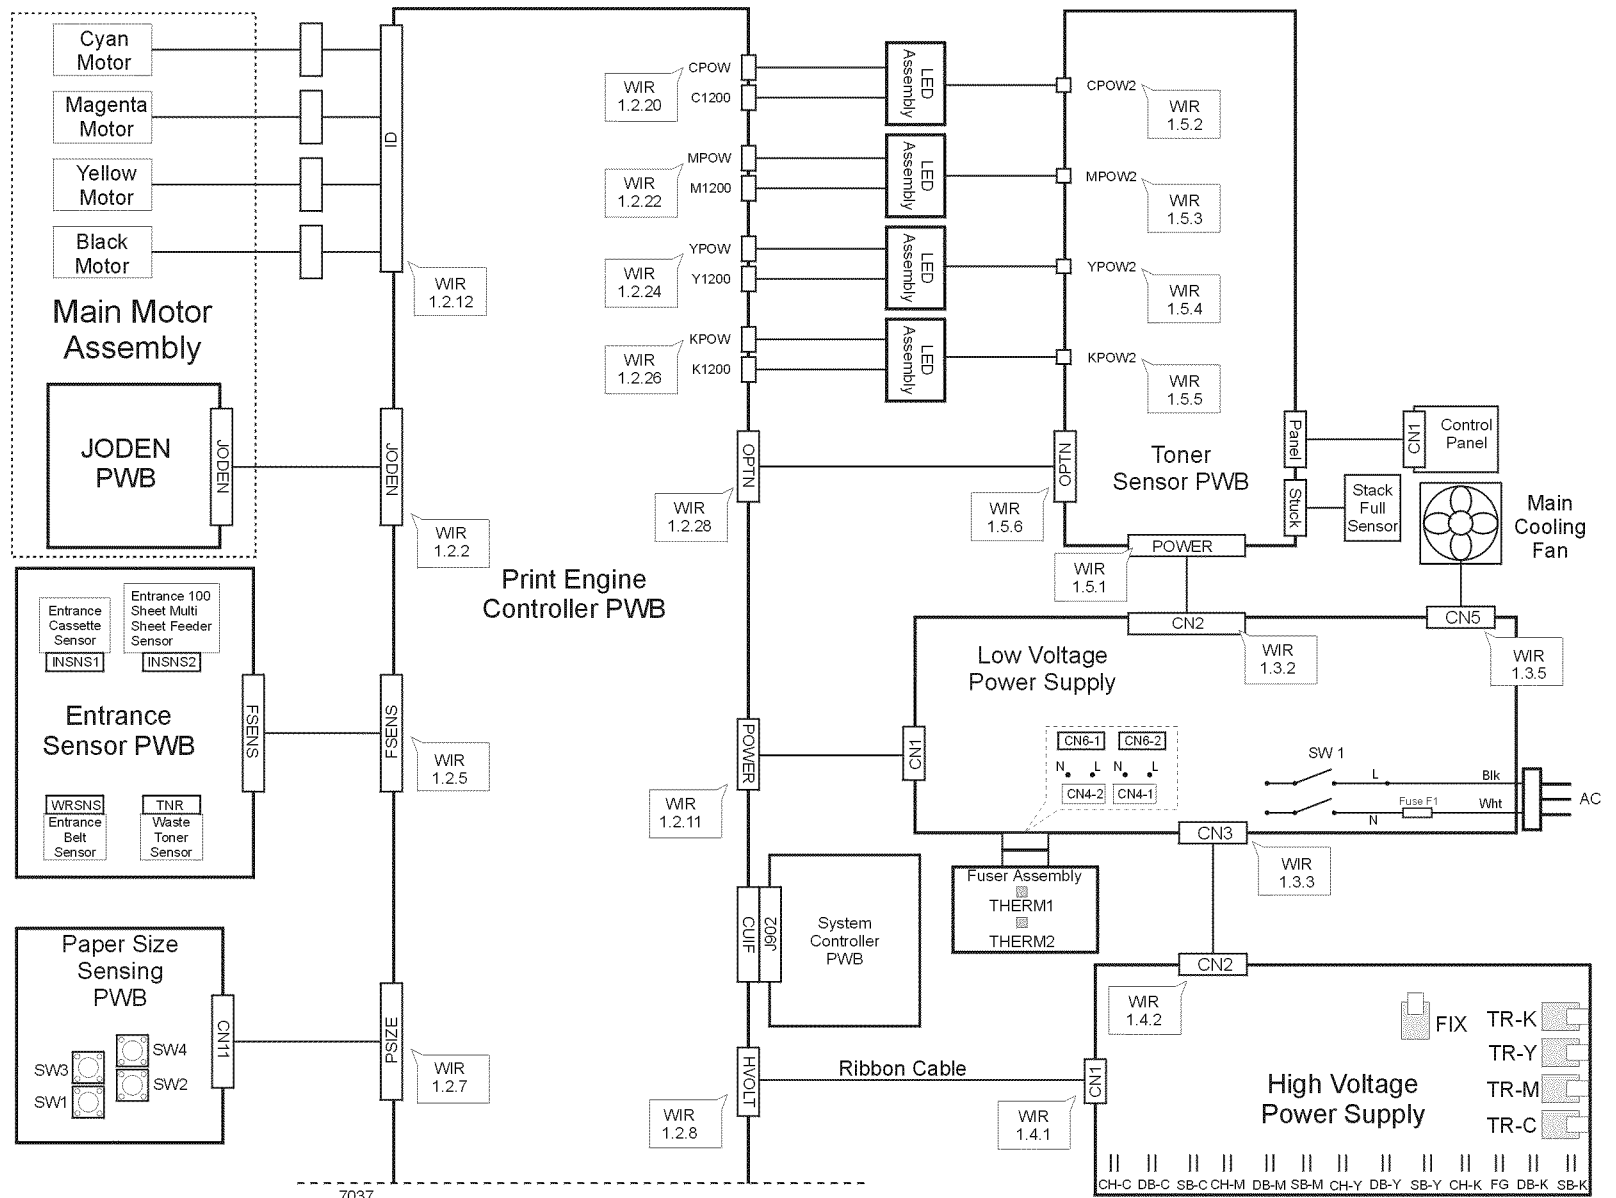 Cyan
Motor
Magenta
Motor
Yellow
Motor
Black
Motor
Main Motor
Assembly
JODEN
PWB
JODEN
ID
WIR
1.2.12
JODEN
WIR
1.2.2
Entrance
Cassette
Sensor
INSNS1
Entrance 100
Sheet Multi
Sheet Feeder
Sensor
INSNS2
Entrance
Sensor PWB
FSENS
FSENS
WIR
1.2.5
WRSNS
Entrance
Belt
Sensor
TNR
Waste
Toner
Sensor
Paper Size
Sensing
PWB
SW3
SW4
SW1
SW2
CN11
PSIZE
WIR
1.2.7
Print Engine
Controller PWB
CPOW
WIR
1.2.20
C1200
MPOW
WIR
1.2.22
M1200
YPOW
WIR
1.2.24
Y1200
KPOW
WIR
1.2.26
K1200
LED
Assembly
LED
Assembly
LED
Assembly
LED
Assembly
OPTN
WIR
1.2.28
POWER
WIR
1.2.11
CUIF
J902
System
Controller
PWB
HVOLT
WIR
1.2.8
Ribbon Cable
7037
CPOW2
WIR
1.5.2
MPOW2
WIR
1.5.3
YPOW2
WIR
1.5.4
KPOW2
WIR
1.5.5
OPTN
WIR
1.5.6
Toner
Sensor PWB
Panel
CN1
Control
Panel
Stuck
Stack
Full
Sensor
Main
Cooling
Fan
POWER
WIR
1.5.1
CN2
WIR
1.3.2
CN5
WIR
1.3.5
Low Voltage
Power Supply
CN1
CN6-1
CN6-2
N
L
N
L
CN4-2
CN4-1
SW 1
L
Blk
Fuse F1
N
Wht
AC
CN3
WIR
1.3.3
Fuser Assembly
THERM1
THERM2
CN2
WIR
1.4.2
CN1
WIR
1.4.1
High Voltage
Power Supply
FIX
TR-K
TR-Y
TR-M
TR-C
CH-C DB-C SB-C CH-M DB-M SB-M CH-Y DB-Y SB-Y CH-K FG DB-K SB-K